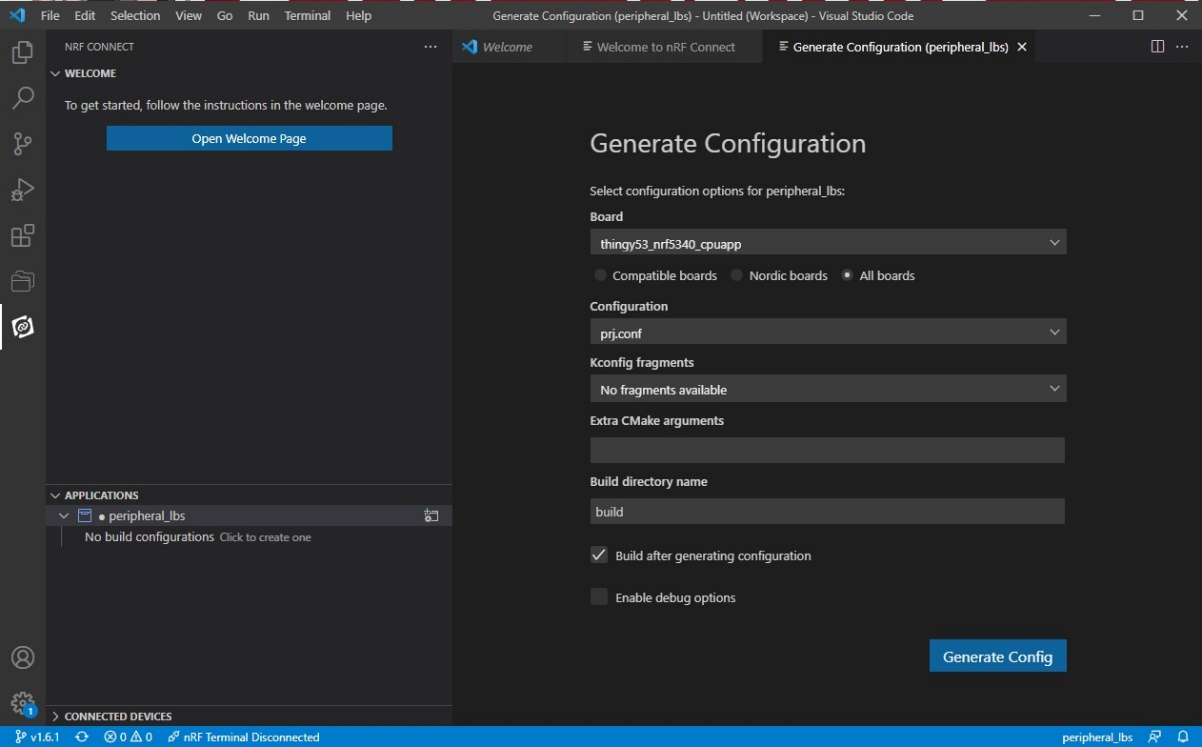 File Edit Selection View Go Run Terminal Help
Generate Configuration (peripheral_lbs) - Untitled (Workspace) - Visual Studio Code
NRF CONNECT
WELCOME
To get started, follow the instructions in the welcome page.
Open Welcome Page
APPLICATIONS
peripheral_lbs
No build configurations Click to create one
CONNECTED DEVICES
Welcome
Welcome to nRF Connect
Generate Configuration (peripheral_lbs)
Generate Configuration
Select configuration options for peripheral_lbs:
Board
thingy53_nrf5340_cpuapp
Compatible boards Nordic boards All boards
Configuration
prj.conf
Kconfig fragments
No fragments available
Extra CMake arguments
Build directory name
build
Build after generating configuration
Enable debug options
Generate Config
1
v1.6.1 0 0 nRF Terminal Disconnected
peripheral_lbs